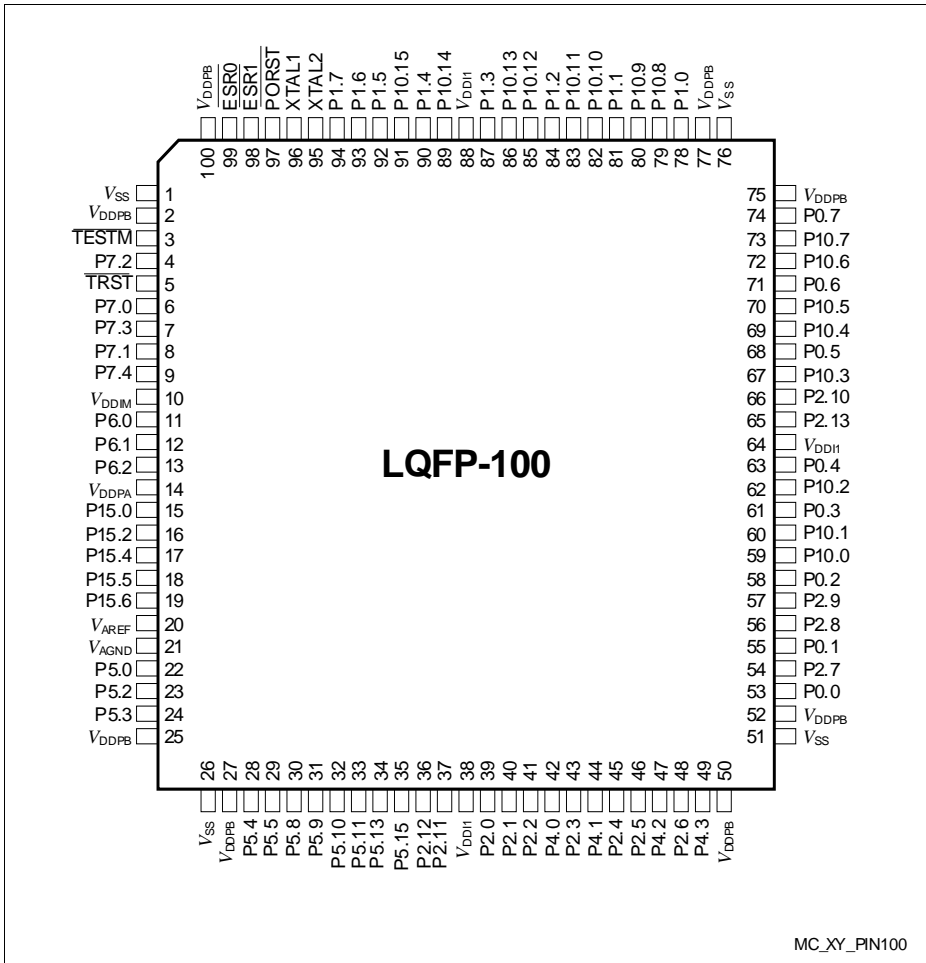 VDDPB
ESR0
ESR1
PORST
XTAL1
XTAL2
P1.7
P1.6
P1.5
P10.15
P1.4
P10.14
VDDI1
P1.3
P10.13
P10.12
P1.2
P10.11
P10.10
P1.1
P10.9
P10.8
P1.0
VDDPB
VSS
100 99 98 97 96 95 94 93 92 91 90 89 88 87 86 85 84 83 82 81 80 79 78 77 76
VSS 1
VDDPB 2
TESTM 3
P7.2 4
TRST 5
P7.0 6
P7.3 7
P7.1 8
P7.4 9
VDDIM 10
P6.0 11
P6.1 12
P6.2 13
VDDPA 14
P15.0 15
P15.2 16
P15.4 17
P15.5 18
P15.6 19
VAREF 20
VAGND 21
P5.0 22
P5.2 23
P5.3 24
VDDPB 25
LQFP-100
75 VDDPB
74 P0.7
73 P10.7
72 P10.6
71 P0.6
70 P10.5
69 P10.4
68 P0.5
67 P10.3
66 P2.10
65 P2.13
64 VDDI1
63 P0.4
62 P10.2
61 P0.3
60 P10.1
59 P10.0
58 P0.2
57 P2.9
56 P2.8
55 P0.1
54 P2.7
53 P0.0
52 VDDPB
51 VSS
26 27 28 29 30 31 32 33 34 35 36 37 38 39 40 41 42 43 44 45 46 47 48 49 50
VSS
VDDPB
P5.4
P5.5
P5.8
P5.9
P5.10
P5.11
P5.13
P5.15
P2.12
P2.11
VDDI1
P2.0
P2.1
P2.2
P4.0
P2.3
P4.1
P2.4
P2.5
P4.2
P2.6
P4.3
VDDPB
MC_XY_PIN100